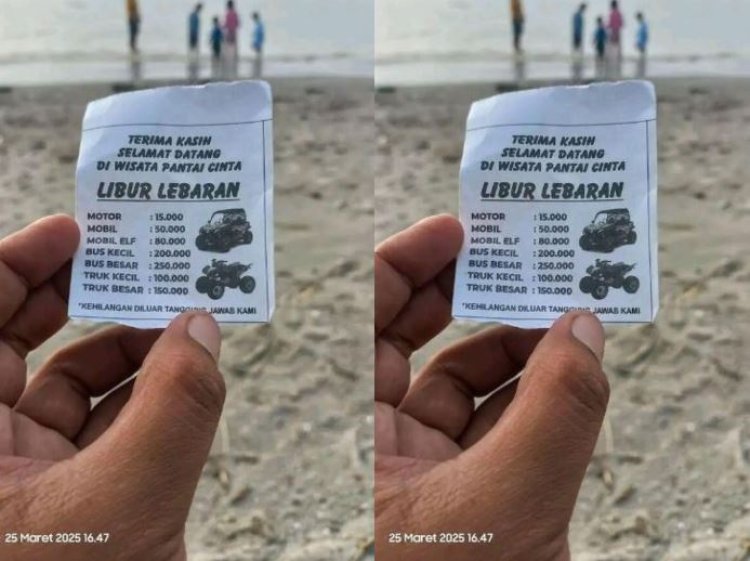 TERIMA KASIH
SELAMAT DATANG
DI WISATA PANTAI CINTA
LIBUR LEBARAN
MOTOR : 15.000
MOBIL : 50.000
MOBIL ELF : 80.000
BUS KECIL : 200.000
BUS BESAR : 250.000
TRUK KECIL : 100.000
TRUK BESAR : 150.000
*KEHILANGAN DILUAR TANGGUNG JAWAB KAMI
25 Maret 2025 16.47
TERIMA KASIH
SELAMAT DATANG
DI WISATA PANTAI CINTA
LIBUR LEBARAN
MOTOR : 15.000
MOBIL : 50.000
MOBIL ELF : 80.000
BUS KECIL : 200.000
BUS BESAR : 250.000
TRUK KECIL : 100.000
TRUK BESAR : 150.000
*KEHILANGAN DILUAR TANGGUNG JAWAB KAMI
25 Maret 2025 16.47